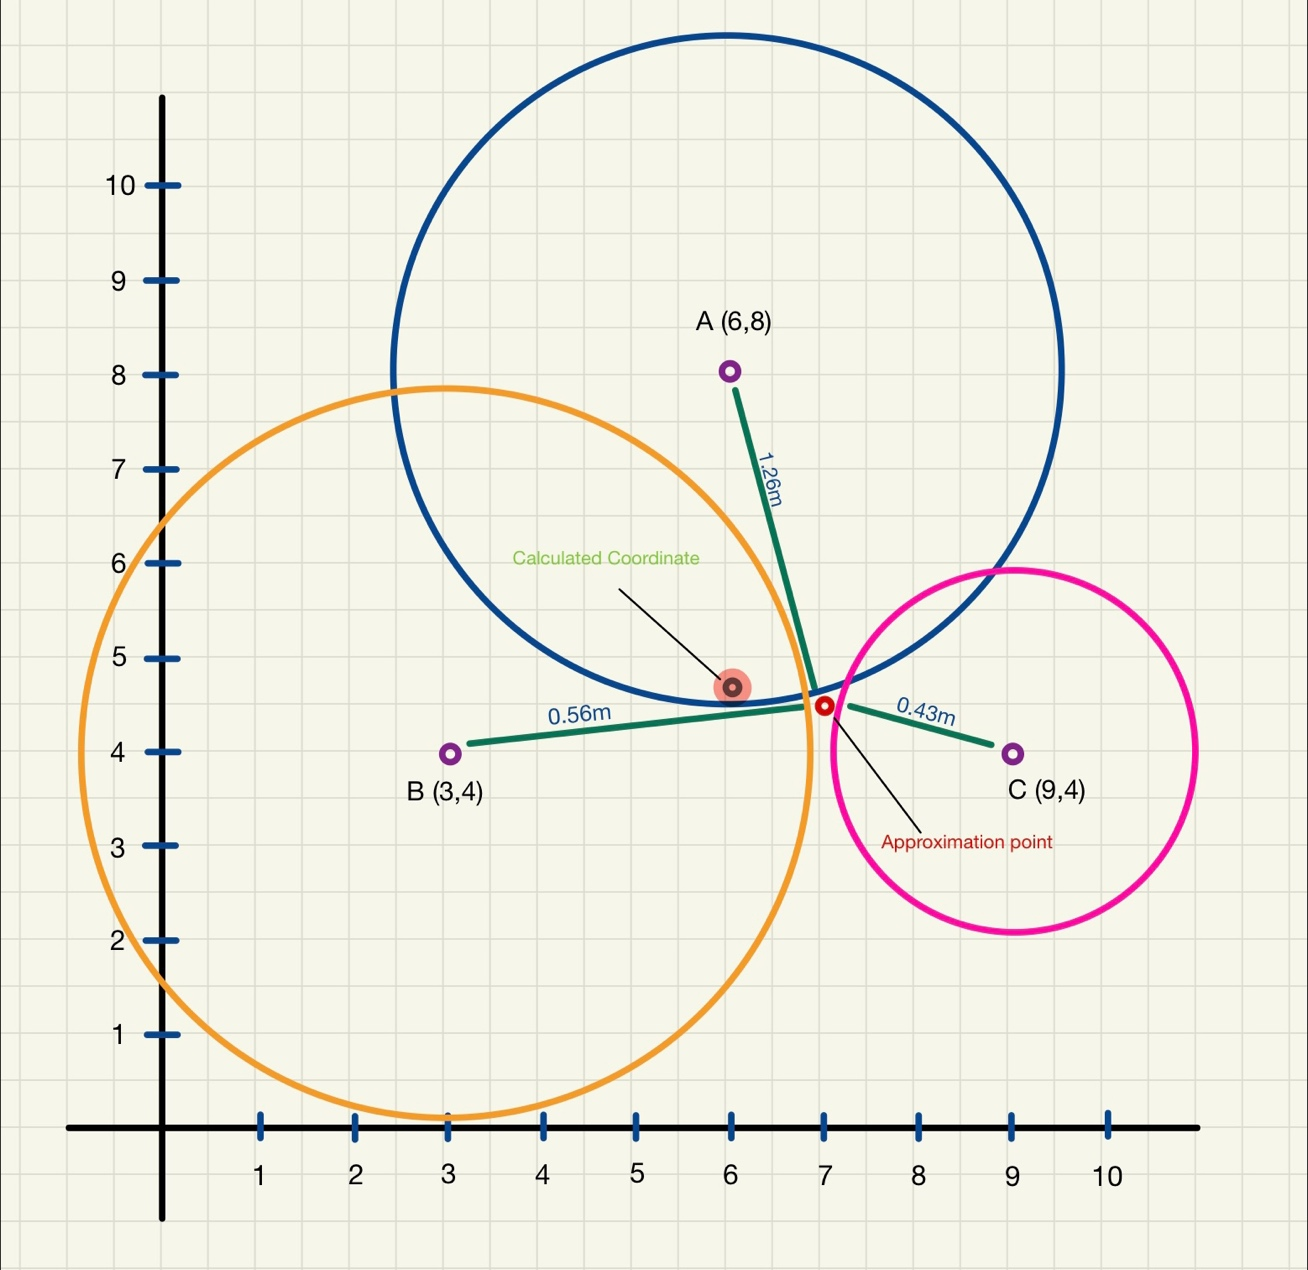 10
9
A (6,8)
8
7
1.26m
Calculated Coordinate
6
5
0.56m
0.43m
4
B (3,4)
C (9,4)
3
Approximation point
2
1
1 2 3 4 5 6 7 8 9 10